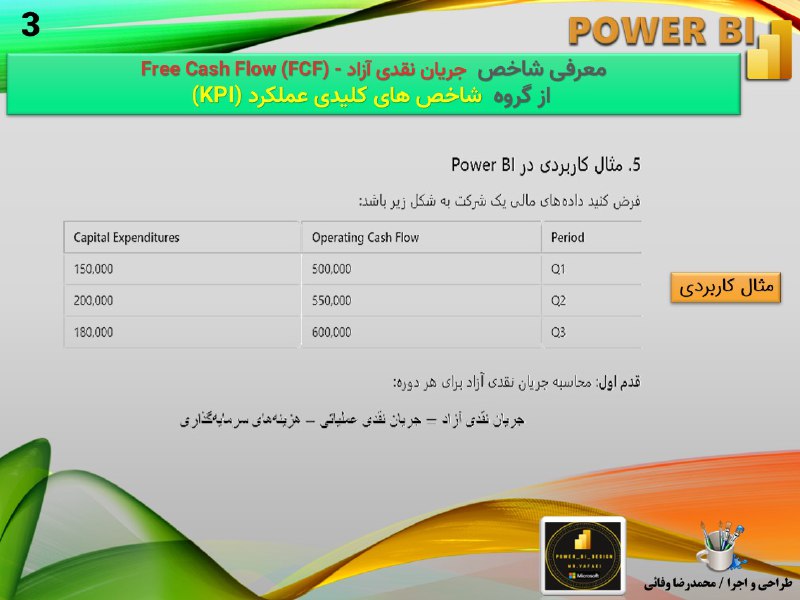 3
POWER BI
معرفی شاخص جریان نقدی آزاد - Free Cash Flow (FCF)
از گروه شاخص های کلیدی عملکرد (KPI)
5. مثال کاربردی در Power BI
فرض کنید داده‌های مالی یک شرکت به شکل زیر باشد:
Capital Expenditures Operating Cash Flow Period
150,000 500,000 Q1
200,000 550,000 Q2
180,000 600,000 Q3
مثال کاربردی
قدم اول: محاسبه جریان نقدی آزاد برای هر دوره:
جریان نقدی آزاد = جریان نقدی عملیاتی – هزینه‌های سرمایه‌گذاری
POWER_BI_DESIGN
MR.VAFAEI
Microsoft
طراحی و اجرا / محمدرضا وفائی